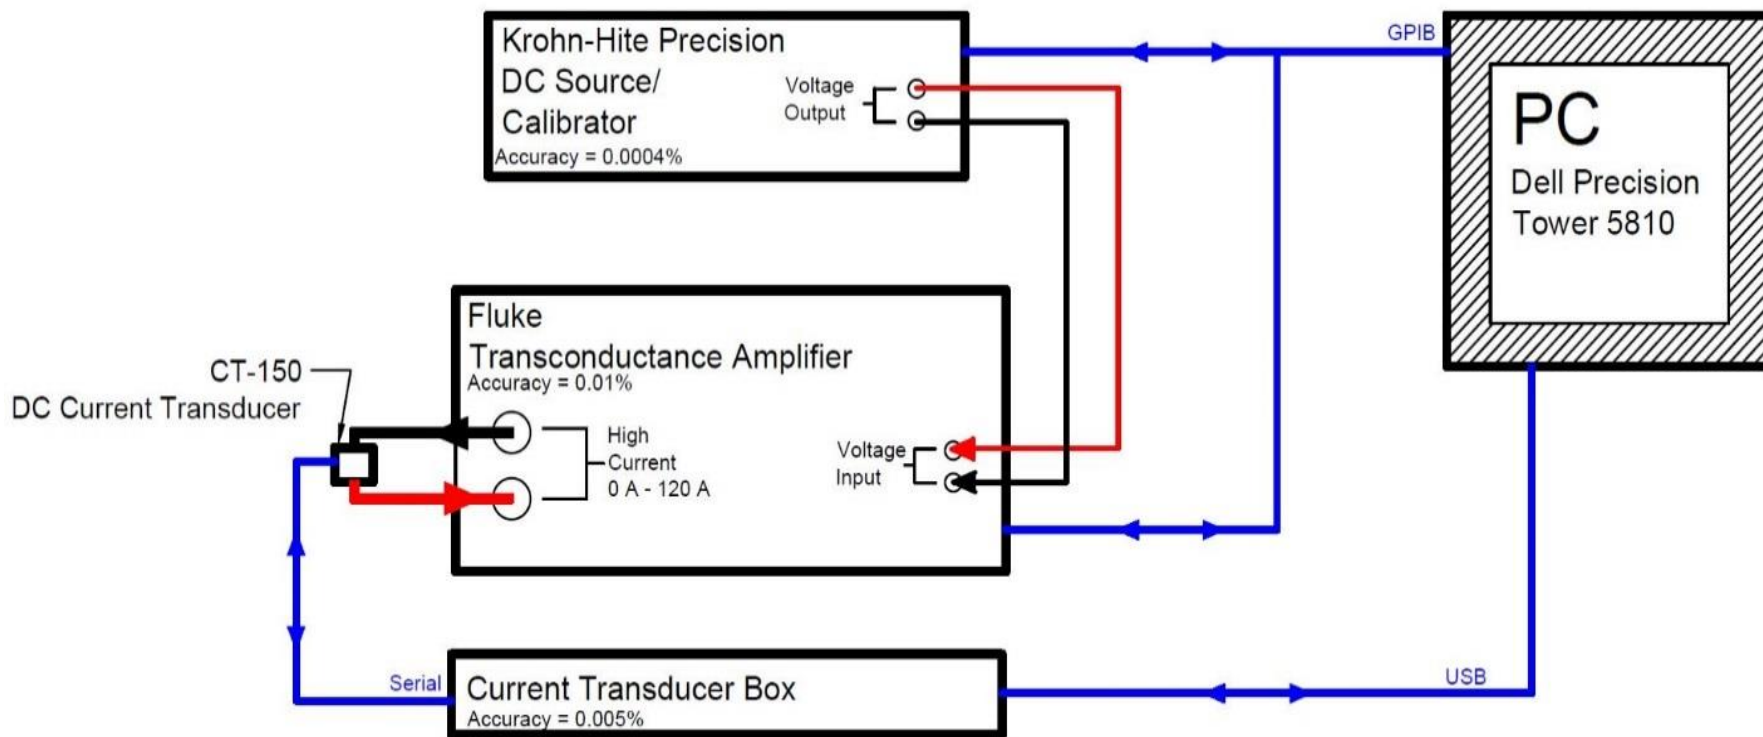 Krohn-Hite Precision
DC Source/
Calibrator
Accuracy = 0.0004%
Voltage
Output
GPIB
PC
Dell Precision
Tower 5810
Fluke
Transconductance Amplifier
Accuracy = 0.01%
CT-150
DC Current Transducer
High
Current
0 A - 120 A
Voltage
Input
Serial
Current Transducer Box
Accuracy = 0.005%
USB